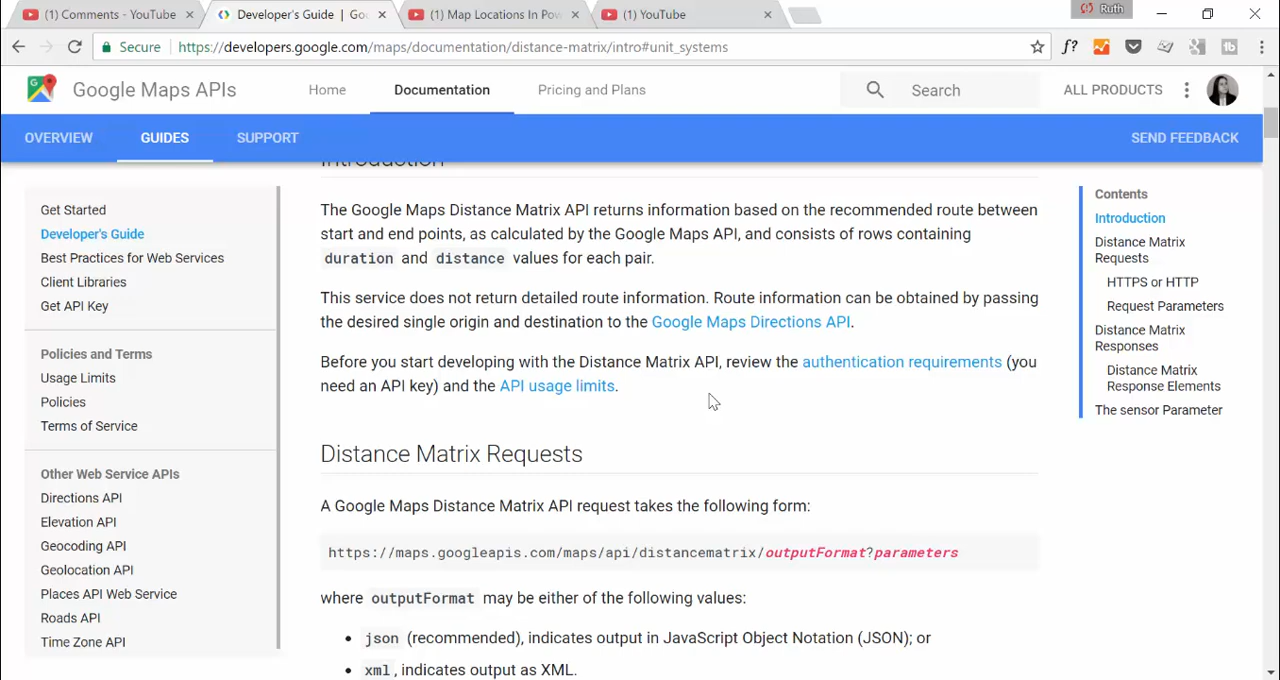 (1) Comments - YouTube
Developer's Guide | Goo
(1) Map Locations In Pow
(1) YouTube
Ruth
Secure
https://developers.google.com/maps/documentation/distance-matrix/intro#unit_systems
f?
Google Maps APIs
Home
Documentation
Pricing and Plans
Search
ALL PRODUCTS
OVERVIEW
GUIDES
SUPPORT
SEND FEEDBACK
Get Started
Developer's Guide
Best Practices for Web Services
Client Libraries
Get API Key
Policies and Terms
Usage Limits
Policies
Terms of Service
Other Web Service APIs
Directions API
Elevation API
Geocoding API
Geolocation API
Places API Web Service
Roads API
Time Zone API
Introduction
The Google Maps Distance Matrix API returns information based on the recommended route between
start and end points, as calculated by the Google Maps API, and consists of rows containing
duration and distance values for each pair.
This service does not return detailed route information. Route information can be obtained by passing
the desired single origin and destination to the Google Maps Directions API.
Before you start developing with the Distance Matrix API, review the authentication requirements (you
need an API key) and the API usage limits.
Distance Matrix Requests
A Google Maps Distance Matrix API request takes the following form:
https://maps.googleapis.com/maps/api/distancematrix/outputFormat?parameters
where outputFormat may be either of the following values:
• json (recommended), indicates output in JavaScript Object Notation (JSON); or
• xml, indicates output as XML.
Contents
Introduction
Distance Matrix
Requests
HTTPS or HTTP
Request Parameters
Distance Matrix
Responses
Distance Matrix
Response Elements
The sensor Parameter